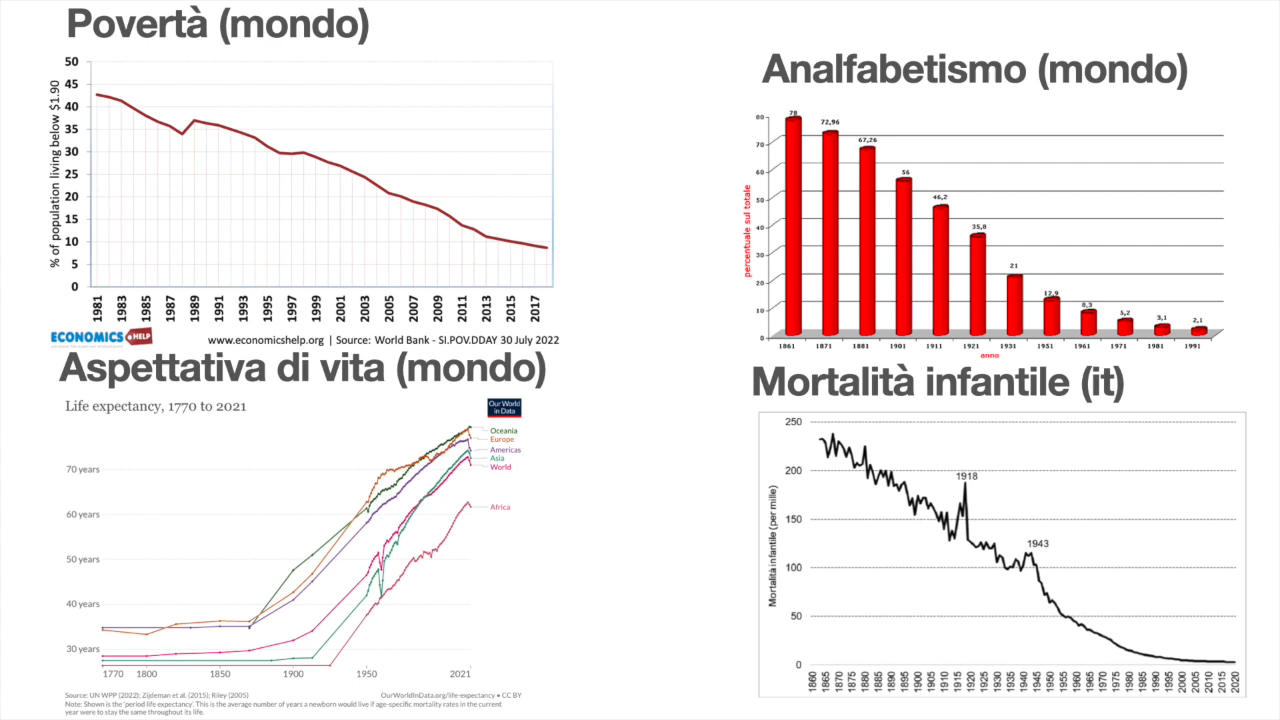 Povertà (mondo)
50
45
40
35
30
25
20
15
10
5
0
% of population living below $1.90
1981 1983 1985 1987 1989 1991 1993 1995 1997 1999 2001 2003 2005 2007 2009 2011 2013 2015 2017
ECONOMICS HELP
www.economicshelp.org | Source: World Bank - SI.POV.DDAY 30 July 2022
Analfabetismo (mondo)
80
70
60
50
40
30
20
10
0
percentuale sul totale
78 72,96 67,26 56 46,2 35,8 21 12,9 8,3 5,2 3,1 2,1
1861 1871 1881 1901 1911 1921 1931 1951 1961 1971 1981 1991
anno
Aspettativa di vita (mondo)
Life expectancy, 1770 to 2021
Our World
in Data
Oceania
Europe
Americas
Asia
World
Africa
70 years
60 years
50 years
40 years
30 years
1770 1800 1850 1900 1950 2021
Source: UN WPP (2022); Zijdeman et al. (2015); Riley (2005)
OurWorldInData.org/life-expectancy • CC BY
Note: Shown is the 'period life expectancy'. This is the average number of years a newborn would live if age-specific mortality rates in the current
year were to stay the same throughout its life.
Mortalità infantile (it)
250
200
150
100
50
0
Mortalità infantile (per mille)
1918
1943
1860 1865 1870 1875 1880 1885 1890 1895 1900 1905 1910 1915 1920 1925 1930 1935 1940 1945 1950 1955 1960 1965 1970 1975 1980 1985 1990 1995 2000 2005 2010 2015 2020